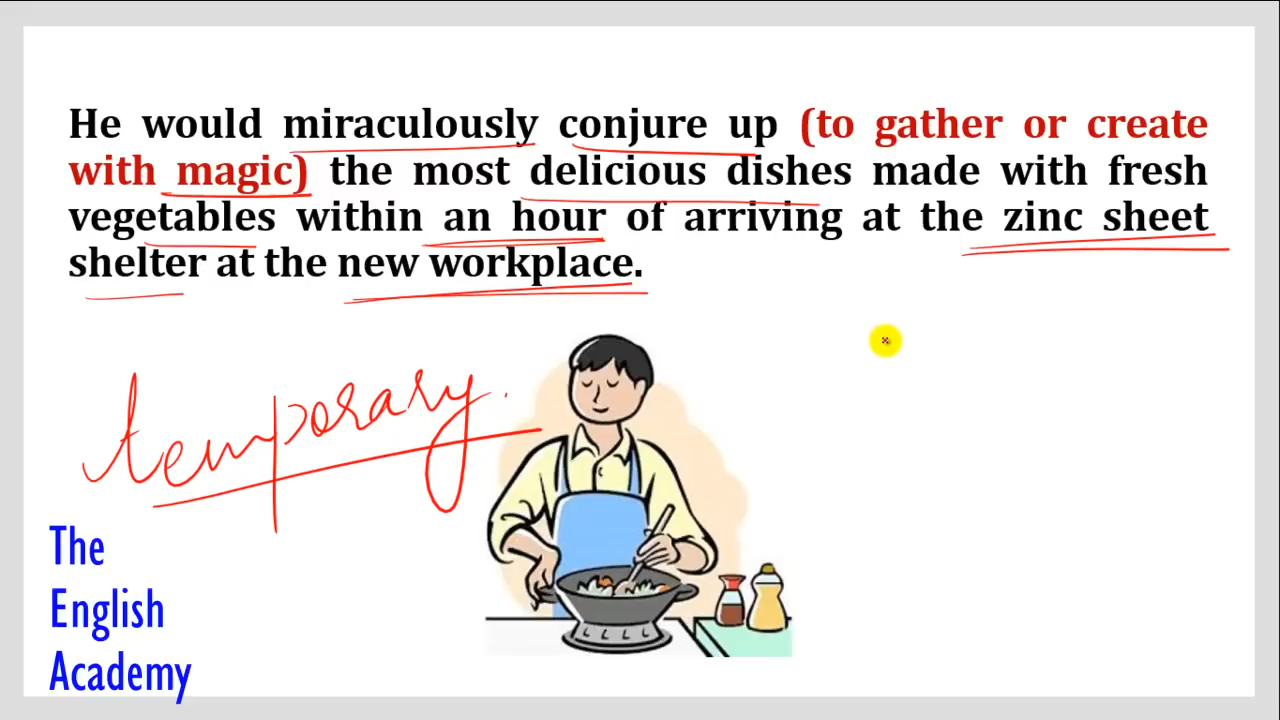 He would miraculously conjure up (to gather or create
with magic) the most delicious dishes made with fresh
vegetables within an hour of arriving at the zinc sheet
shelter at the new workplace.
temporary.
The
English
Academy